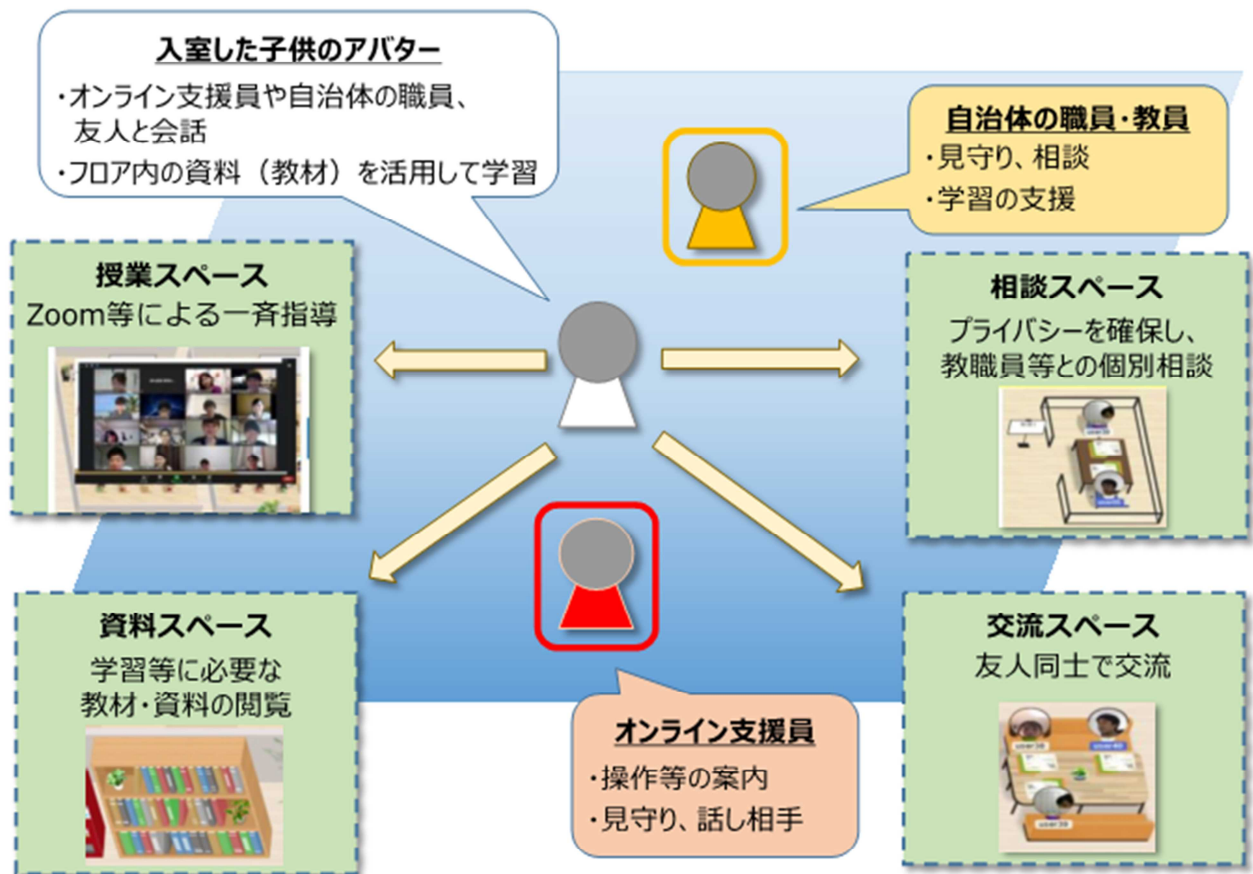 入室した子供のアバター
・オンライン支援員や自治体の職員、
友人と会話
・フロア内の資料（教材）を活用して学習
自治体の職員・教員
・見守り、相談
・学習の支援
授業スペース
Zoom等による一斉指導
相談スペース
プライバシーを確保し、
教職員等との個別相談
資料スペース
学習等に必要な
教材・資料の閲覧
オンライン支援員
・操作等の案内
・見守り、話し相手
交流スペース
友人同士で交流